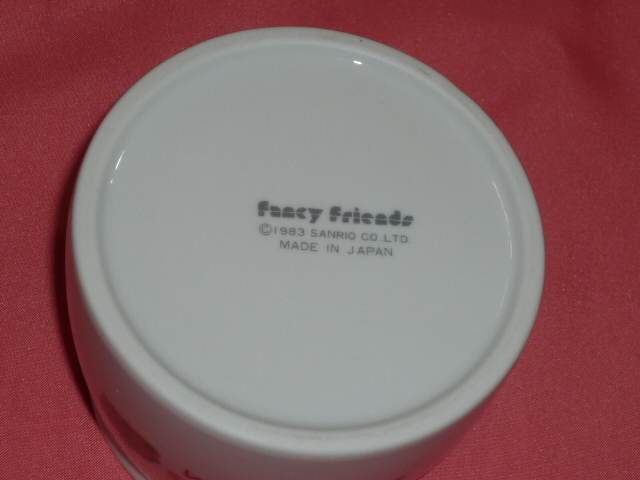 Fancy Friends
©1983 SANRIO CO.,LTD.
MADE IN JAPAN